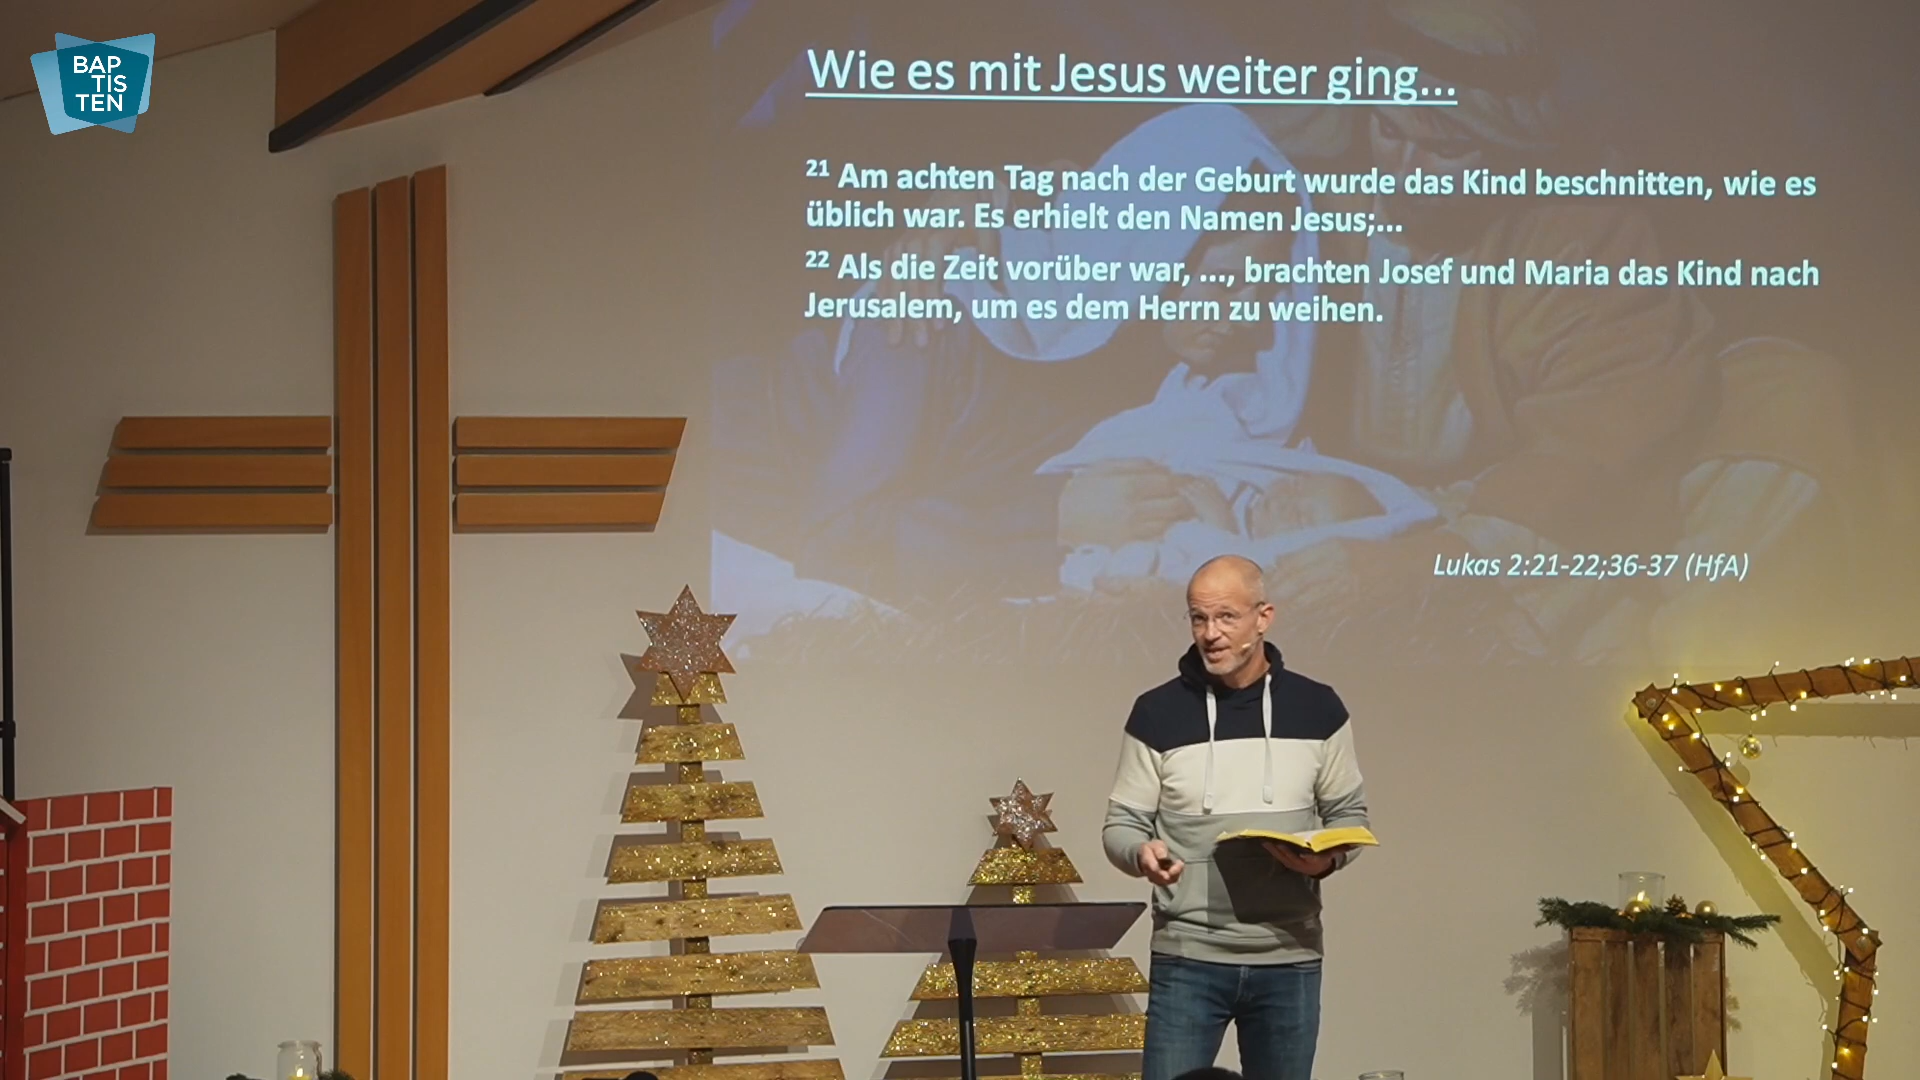 BAP
TIS
TEN
Wie es mit Jesus weiter ging...
21 Am achten Tag nach der Geburt wurde das Kind beschnitten, wie es
üblich war. Es erhielt den Namen Jesus;...
22 Als die Zeit vorüber war, ..., brachten Josef und Maria das Kind nach
Jerusalem, um es dem Herrn zu weihen.
Lukas 2:21-22;36-37 (HfA)